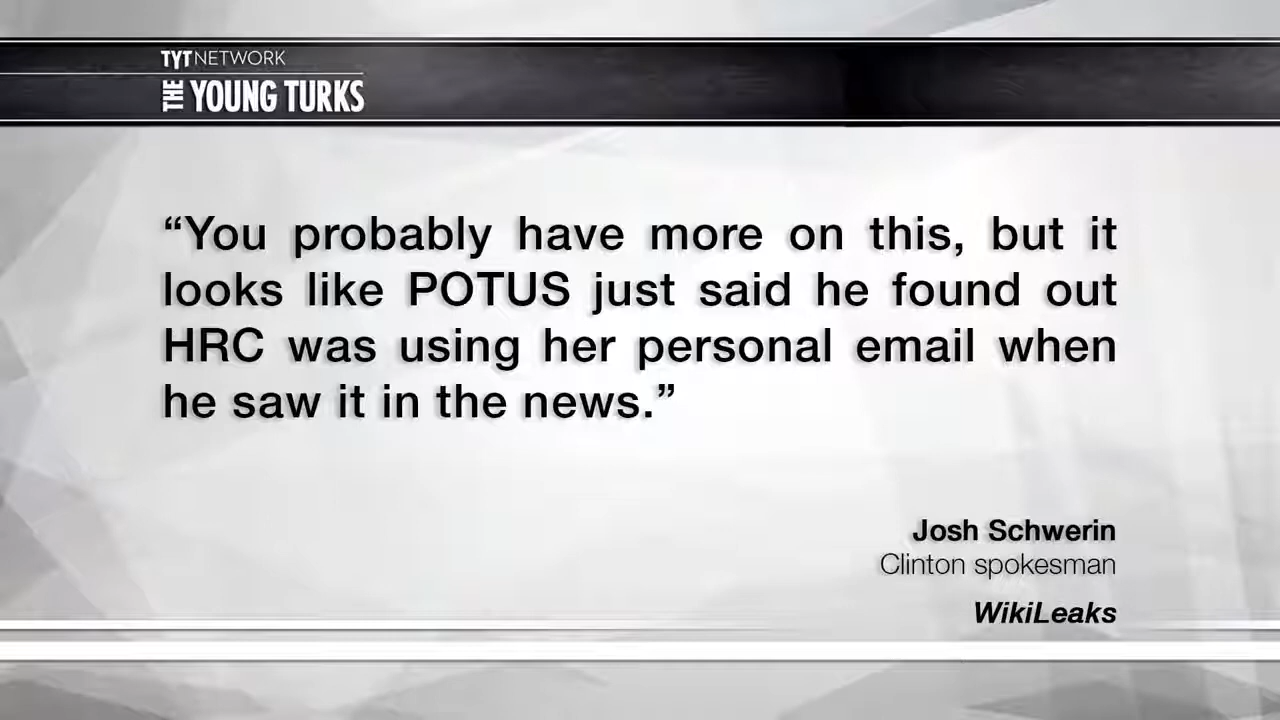 TYT NETWORK
THE YOUNG TURKS
“You probably have more on this, but it
looks like POTUS just said he found out
HRC was using her personal email when
he saw it in the news.”
Josh Schwerin
Clinton spokesman
WikiLeaks